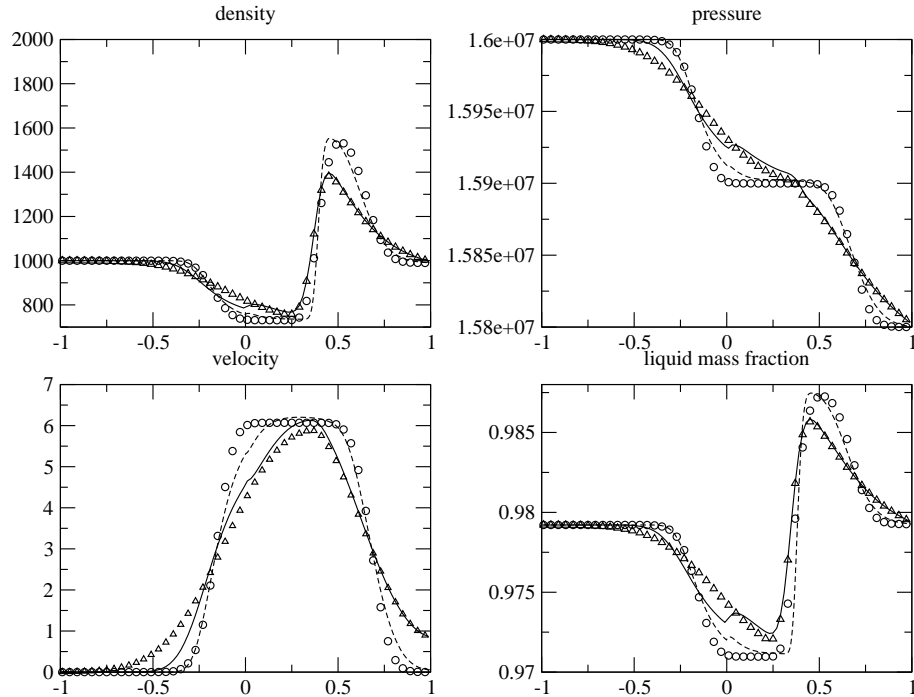 density
2000
1800
1600
1400
1200
1000
800
-1 -0.5 0 0.5 1
pressure
1.6e+07
1.595e+07
1.59e+07
1.585e+07
1.58e+07
-1 -0.5 0 0.5 1
velocity
7
6
5
4
3
2
1
0
-1 -0.5 0 0.5 1
liquid mass fraction
0.985
0.98
0.975
0.97
-1 -0.5 0 0.5 1